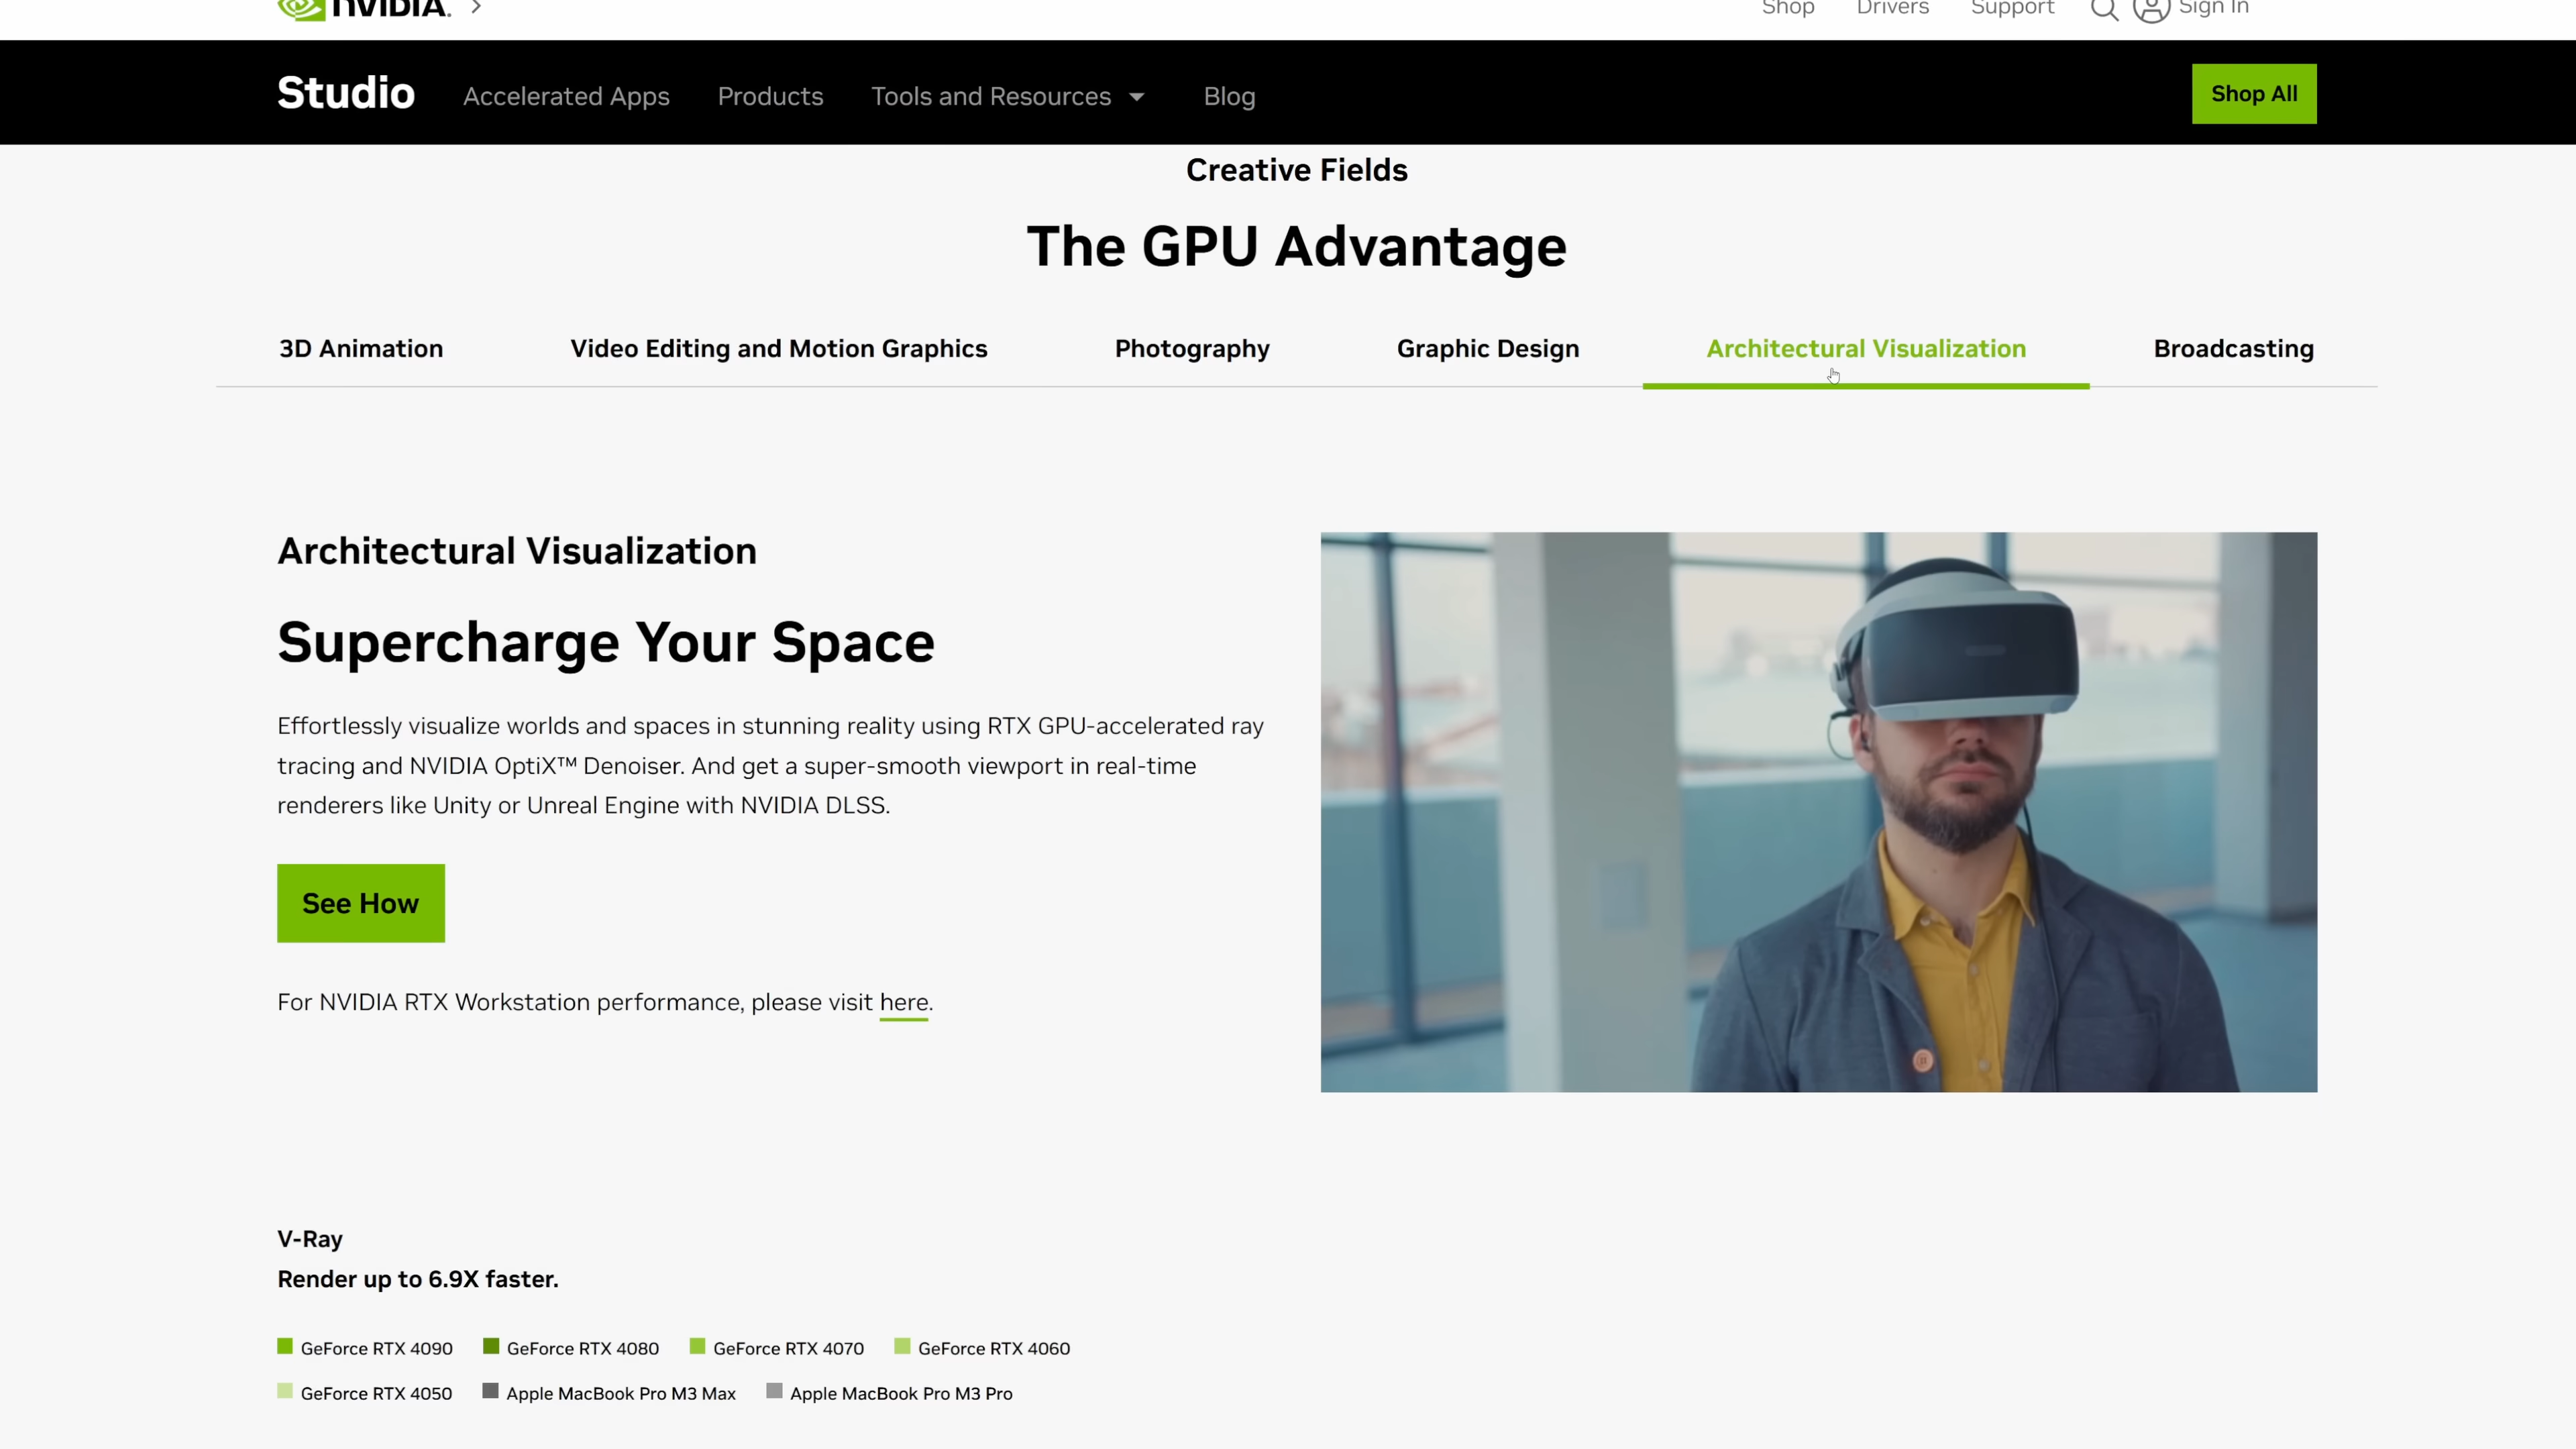 NVIDIA.
Shop Drivers Support Sign In
Studio Accelerated Apps Products Tools and Resources Blog Shop All
Creative Fields
The GPU Advantage
3D Animation Video Editing and Motion Graphics Photography Graphic Design Architectural Visualization Broadcasting
Architectural Visualization
Supercharge Your Space
Effortlessly visualize worlds and spaces in stunning reality using RTX GPU-accelerated ray
tracing and NVIDIA OptiX™ Denoiser. And get a super-smooth viewport in real-time
renderers like Unity or Unreal Engine with NVIDIA DLSS.
See How
For NVIDIA RTX Workstation performance, please visit here.
V-Ray
Render up to 6.9X faster.
GeForce RTX 4090 GeForce RTX 4080 GeForce RTX 4070 GeForce RTX 4060
GeForce RTX 4050 Apple MacBook Pro M3 Max Apple MacBook Pro M3 Pro